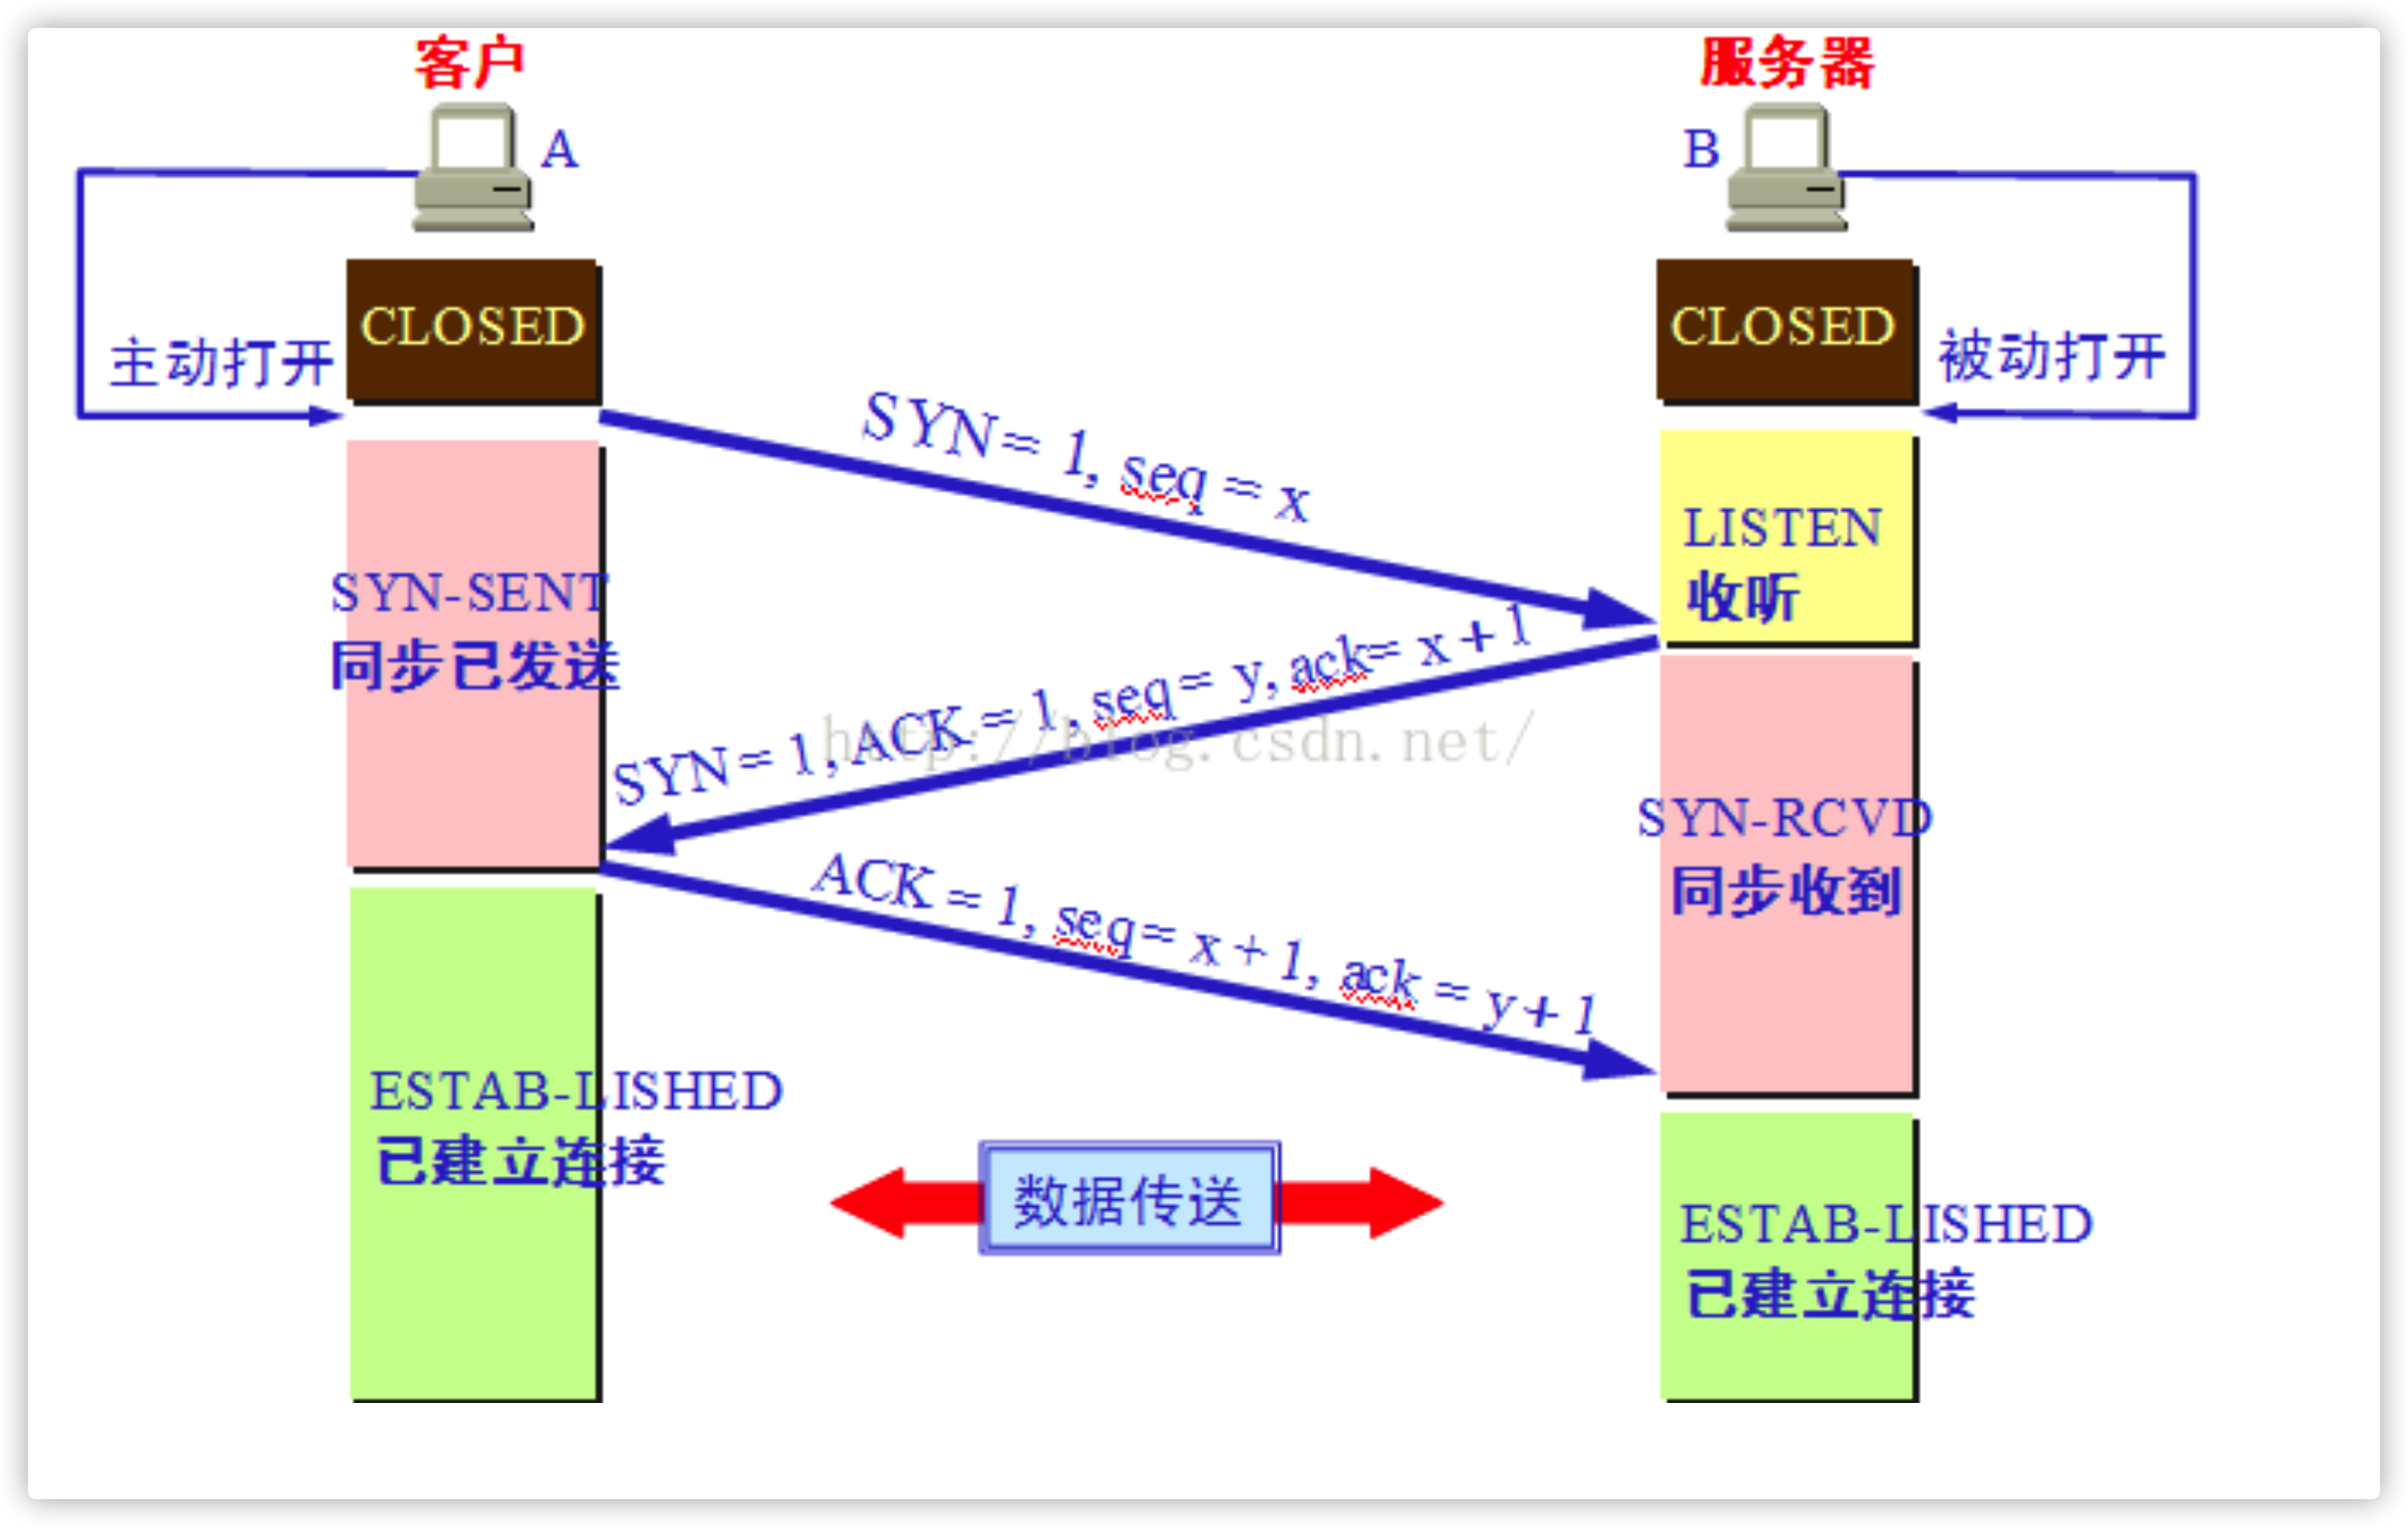 客户
服务器
A
B
CLOSED
CLOSED
主动打开
被动打开
SYN = 1, seq = x
LISTEN
收听
SYN-SENT
同步已发送
SYN = 1, ACK = 1, seq = y, ack = x + 1
http://blog.csdn.net/
SYN-RCVD
同步收到
ACK = 1, seq = x + 1, ack = y + 1
ESTAB-LISHED
已建立连接
数据传送
ESTAB-LISHED
已建立连接